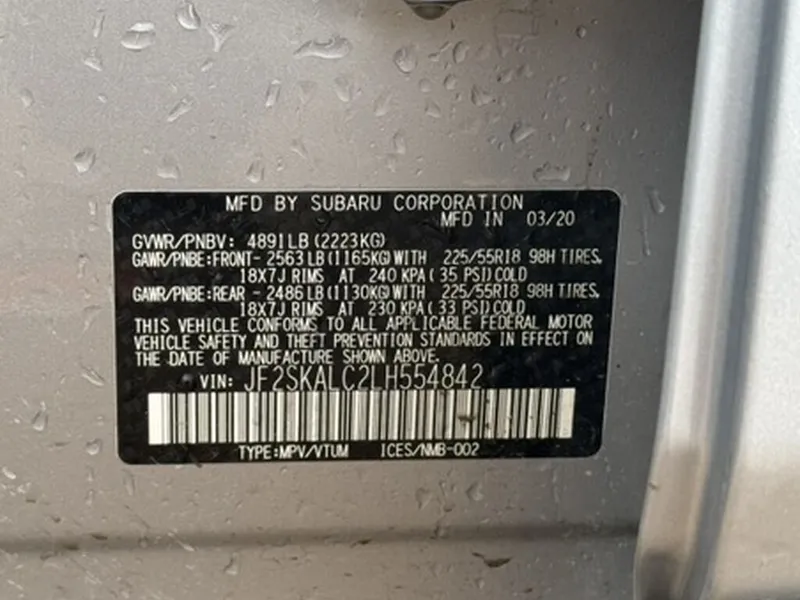 MFD BY SUBARU CORPORATION
MFD IN 03/20
GVWR/PNBV: 4891LB(2223KG)
GAWR/PNBE:FRONT- 2563LB(1165KG)WITH 225/55R18 98H TIRES,
18X7J RIMS AT 240 KPA( 35 PSI)COLD
GAWR/PNBE:REAR - 2486LB(1130KG)WITH 225/55R18 98H TIRES,
18X7J RIMS AT 230 KPA( 33 PSI)COLD
THIS VEHICLE CONFORMS TO ALL APPLICABLE FEDERAL MOTOR
VEHICLE SAFETY AND THEFT PREVENTION STANDARDS IN EFFECT ON
THE DATE OF MANUFACTURE SHOWN ABOVE.
VIN: JF2SKALC2LH554842
TYPE:MPV/VTUM ICES/NMB-002